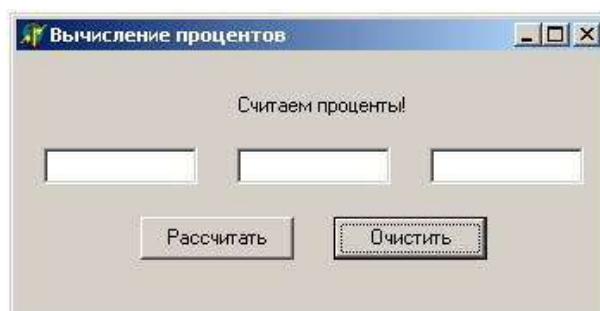 Вычисление процентов
Считаем проценты!
Рассчитать
Очистить